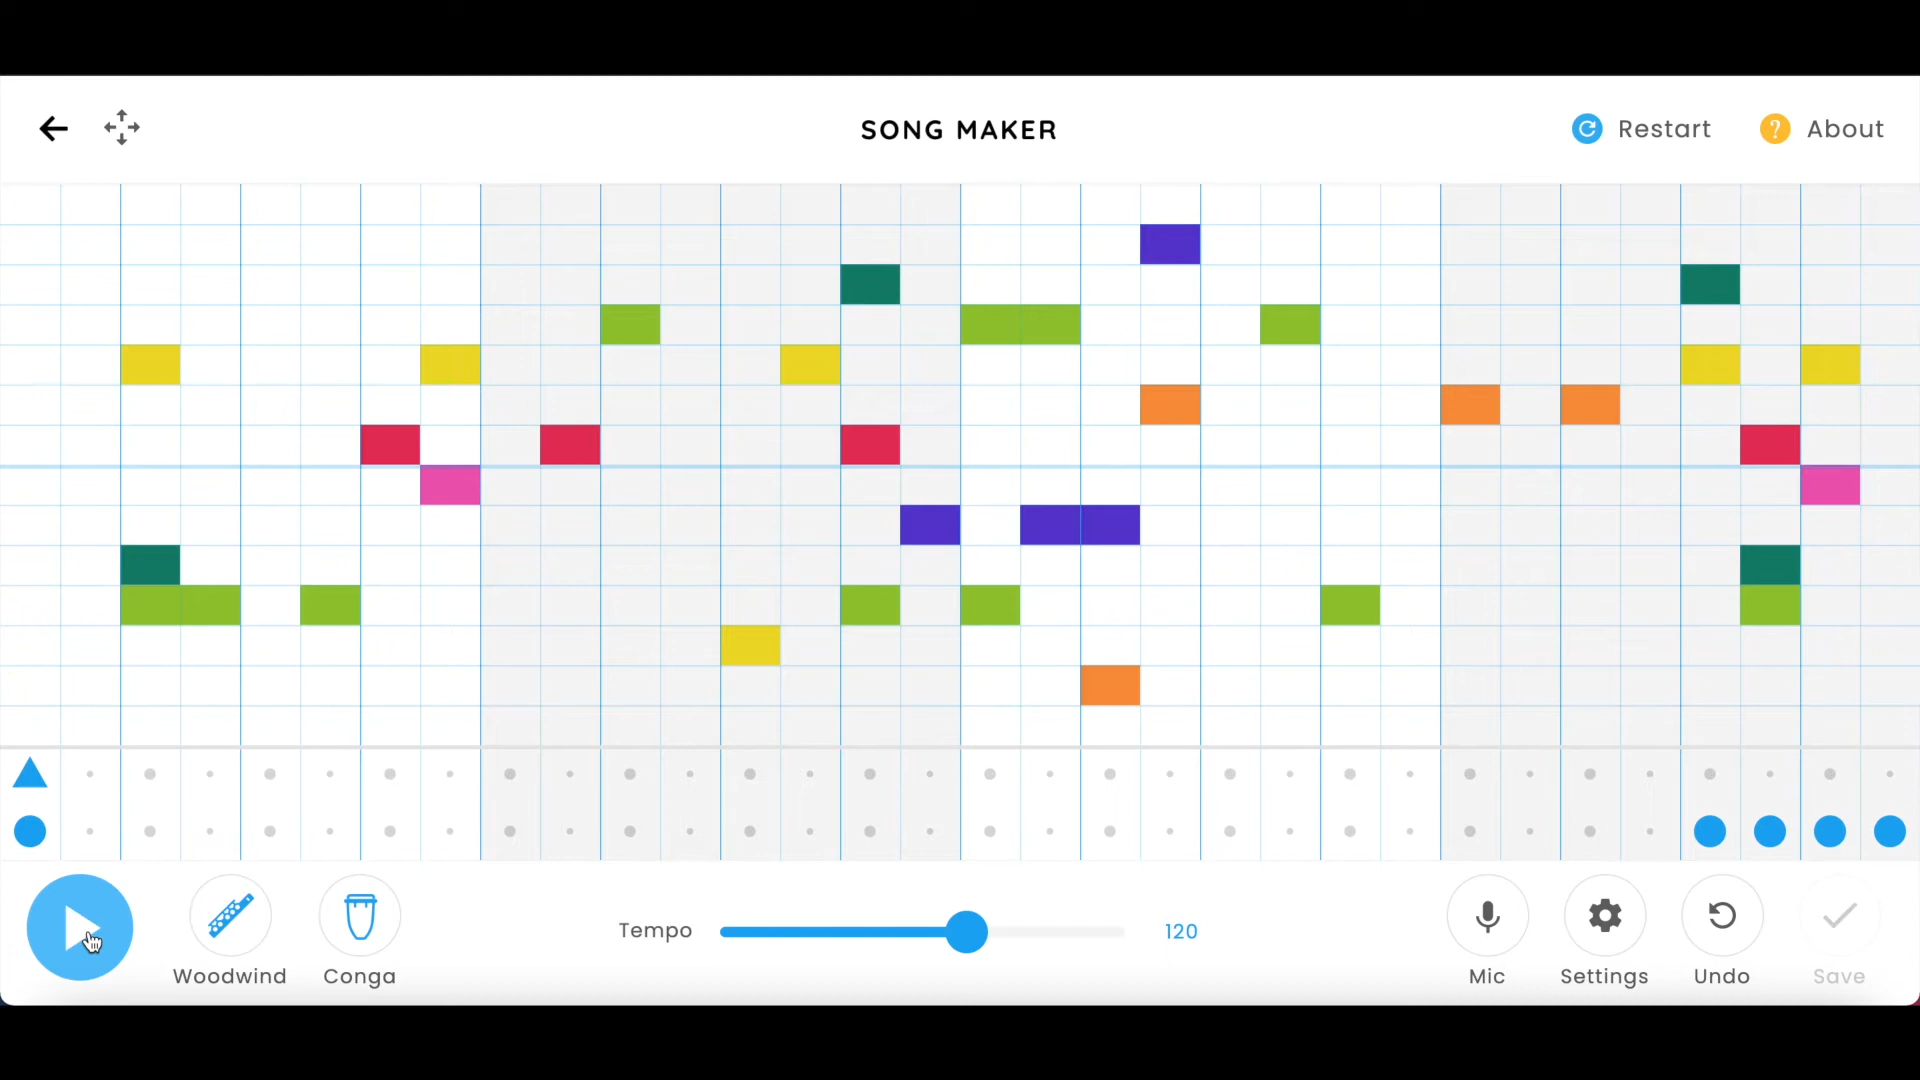 SONG MAKER
Restart
? About
Tempo
120
Woodwind
Conga
Mic
Settings
Undo
Save